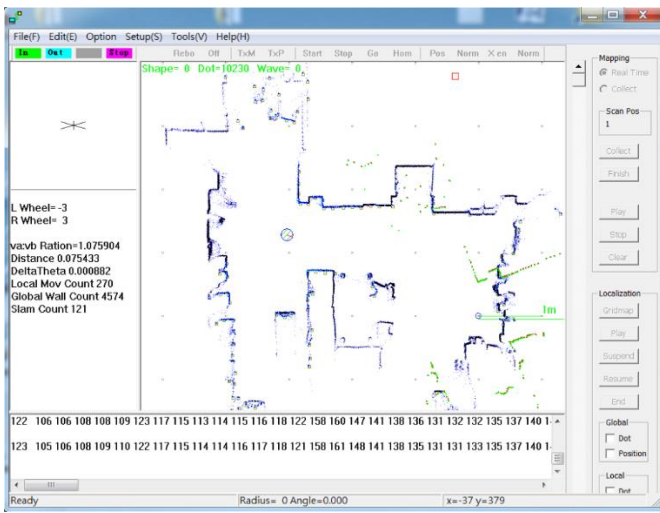 File(F) Edit(E) Option Setup(S) Tools(V) Help(H)
In Out Stop Rebo Off TxM TxP Start Stop Go Hom Pos Norm X ca Norm
Shape= 0 Dot=10230 Wave= 0
L Wheel=-3
R Wheel= 3
va:vb Ration=1.075904
Distance 0.075433
DeltaTheta 0.000882
Local Mov Count 270
Global Wall Count 4574
Slam Count 121
1m
Mapping
Real Time
Collect
Scan Pos
1
Collect
Finish
Play
Stop
Clear
Localization
Gridmap
Play
Suspend
Resume
End
Global
Dot
Position
Local
Dot
122 106 106 108 108 109 123 117 115 113 114 115 116 117 116 118 122 158 160 147 141 138 136 131 132 132 135 137 140 1
123 105 106 108 109 110 122 117 115 114 114 116 117 118 121 158 161 148 141 138 135 131 131 133 135 137 140 1
Ready Radius= 0 Angle=0.000 x=-37 y=379